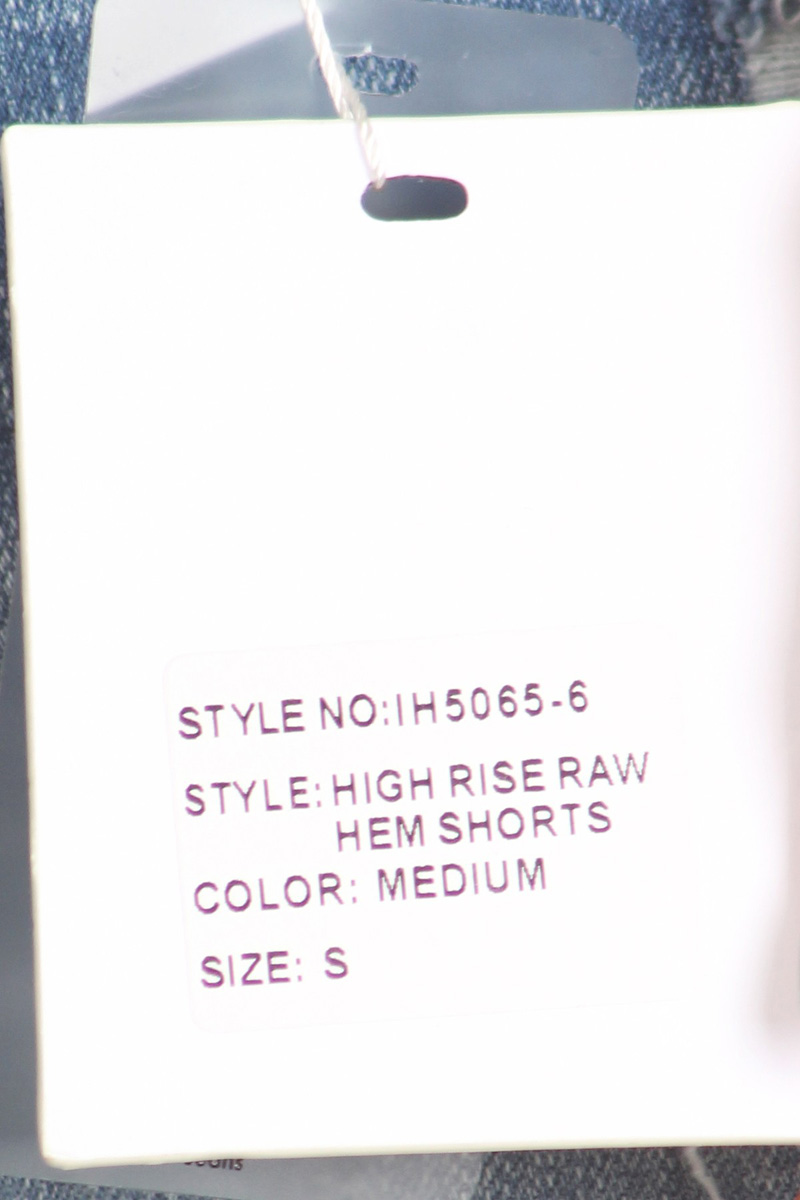 STYLE NO:IH5065-6
STYLE: HIGH RISE RAW
HEM SHORTS
COLOR: MEDIUM
SIZE: S